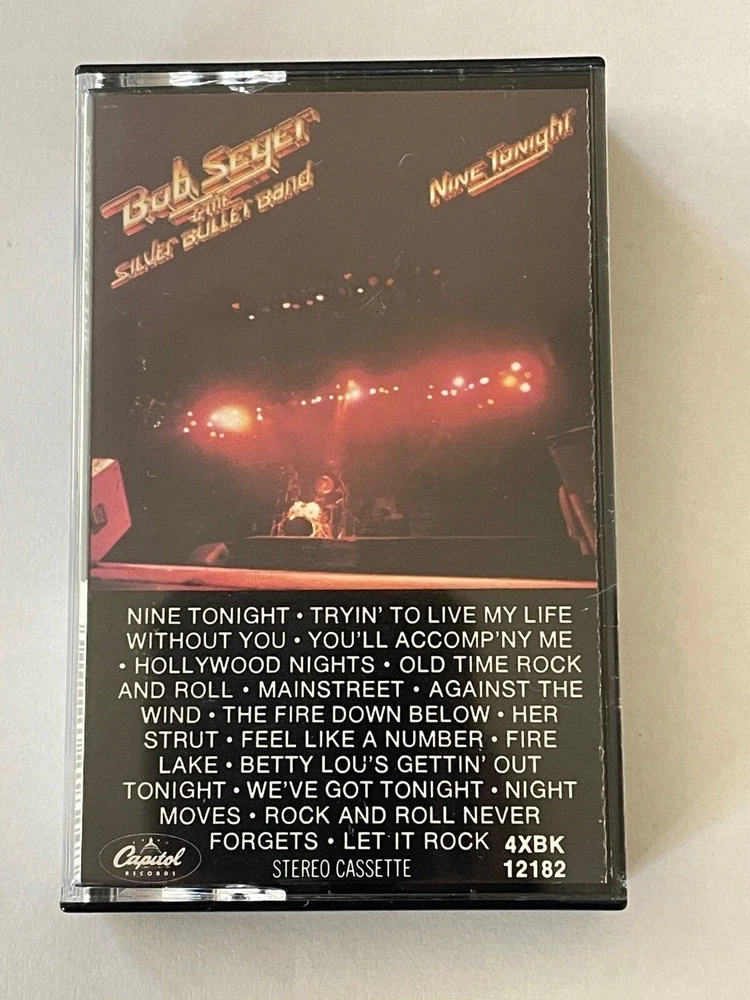 Bob Seger
& the
Silver Bullet Band
Nine Tonight
NINE TONIGHT • TRYIN' TO LIVE MY LIFE
WITHOUT YOU • YOU'LL ACCOMP'NY ME
• HOLLYWOOD NIGHTS • OLD TIME ROCK
AND ROLL • MAINSTREET • AGAINST THE
WIND • THE FIRE DOWN BELOW • HER
STRUT • FEEL LIKE A NUMBER • FIRE
LAKE • BETTY LOU'S GETTIN' OUT
TONIGHT • WE'VE GOT TONIGHT • NIGHT
MOVES • ROCK AND ROLL NEVER
FORGETS • LET IT ROCK 4XBK
Capitol
RECORDS
STEREO CASSETTE 12182